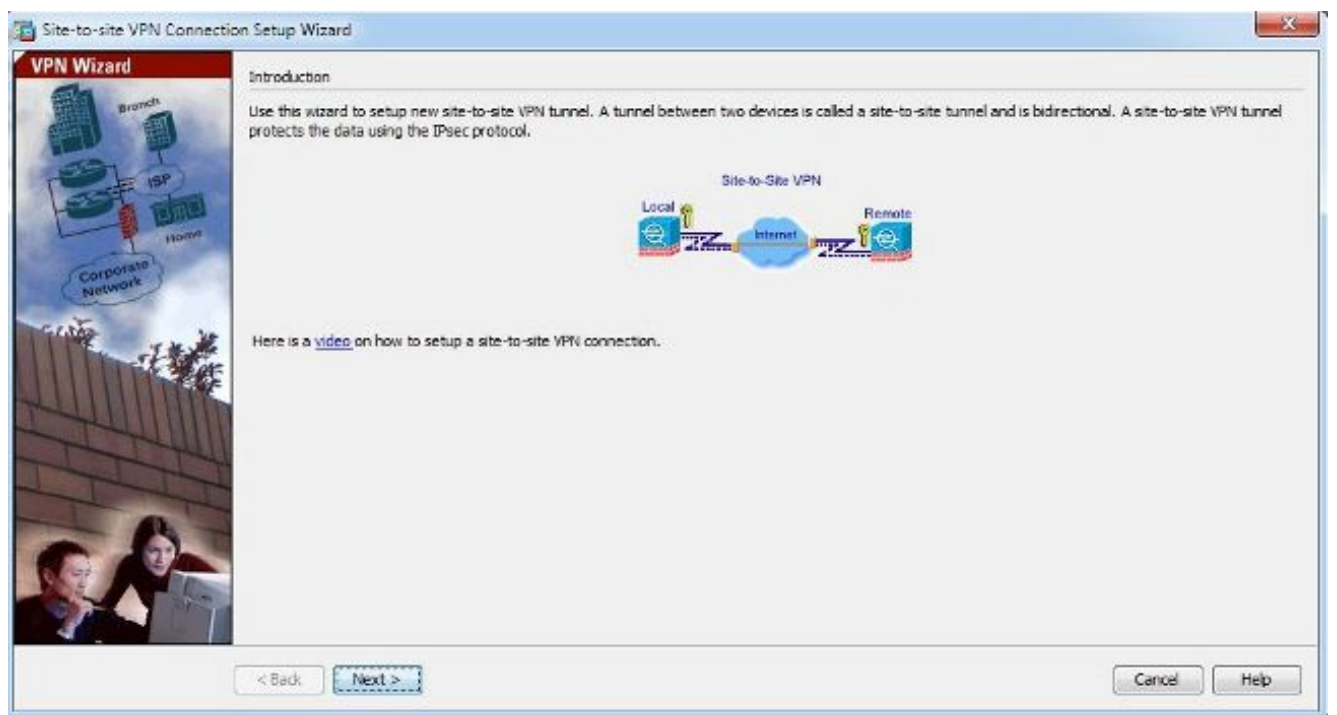 Site-to-site VPN Connection Setup Wizard
VPN Wizard
Branch
ISP
Home
Corporate
Network
Introduction
Use this wizard to setup new site-to-site VPN tunnel. A tunnel between two devices is called a site-to-site tunnel and is bidirectional. A site-to-site VPN tunnel
protects the data using the IPsec protocol.
Site-to-Site VPN
Local
Internet
Remote
Here is a video on how to setup a site-to-site VPN connection.
< Back
Next >
Cancel
Help